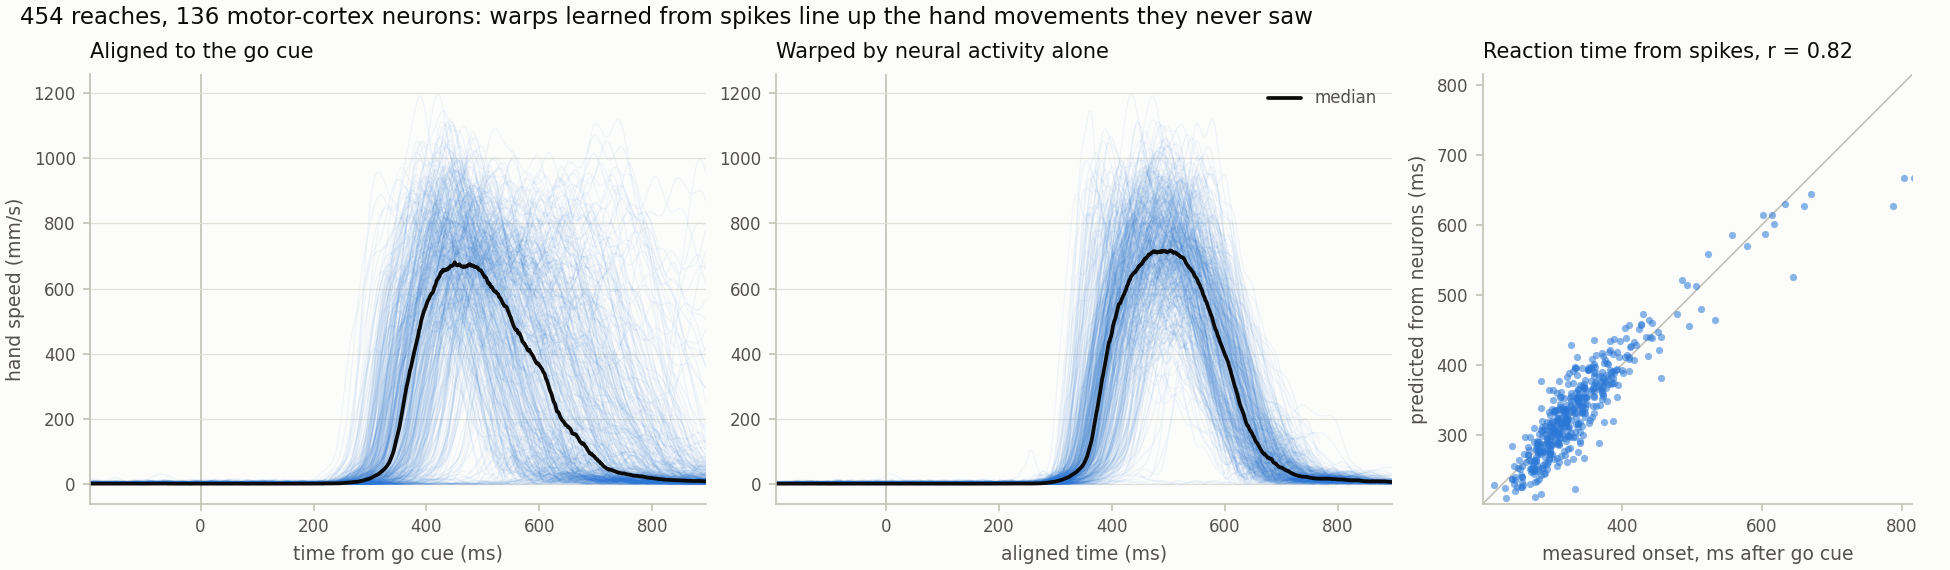 454 reaches, 136 motor-cortex neurons: warps learned from spikes line up the hand movements they never saw
Aligned to the go cue
hand speed (mm/s)
1200
1000
800
600
400
200
0
0 200 400 600 800
time from go cue (ms)
Warped by neural activity alone
median
1200
1000
800
600
400
200
0
0 200 400 600 800
aligned time (ms)
Reaction time from spikes, r = 0.82
predicted from neurons (ms)
800
700
600
500
400
300
400 600 800
measured onset, ms after go cue